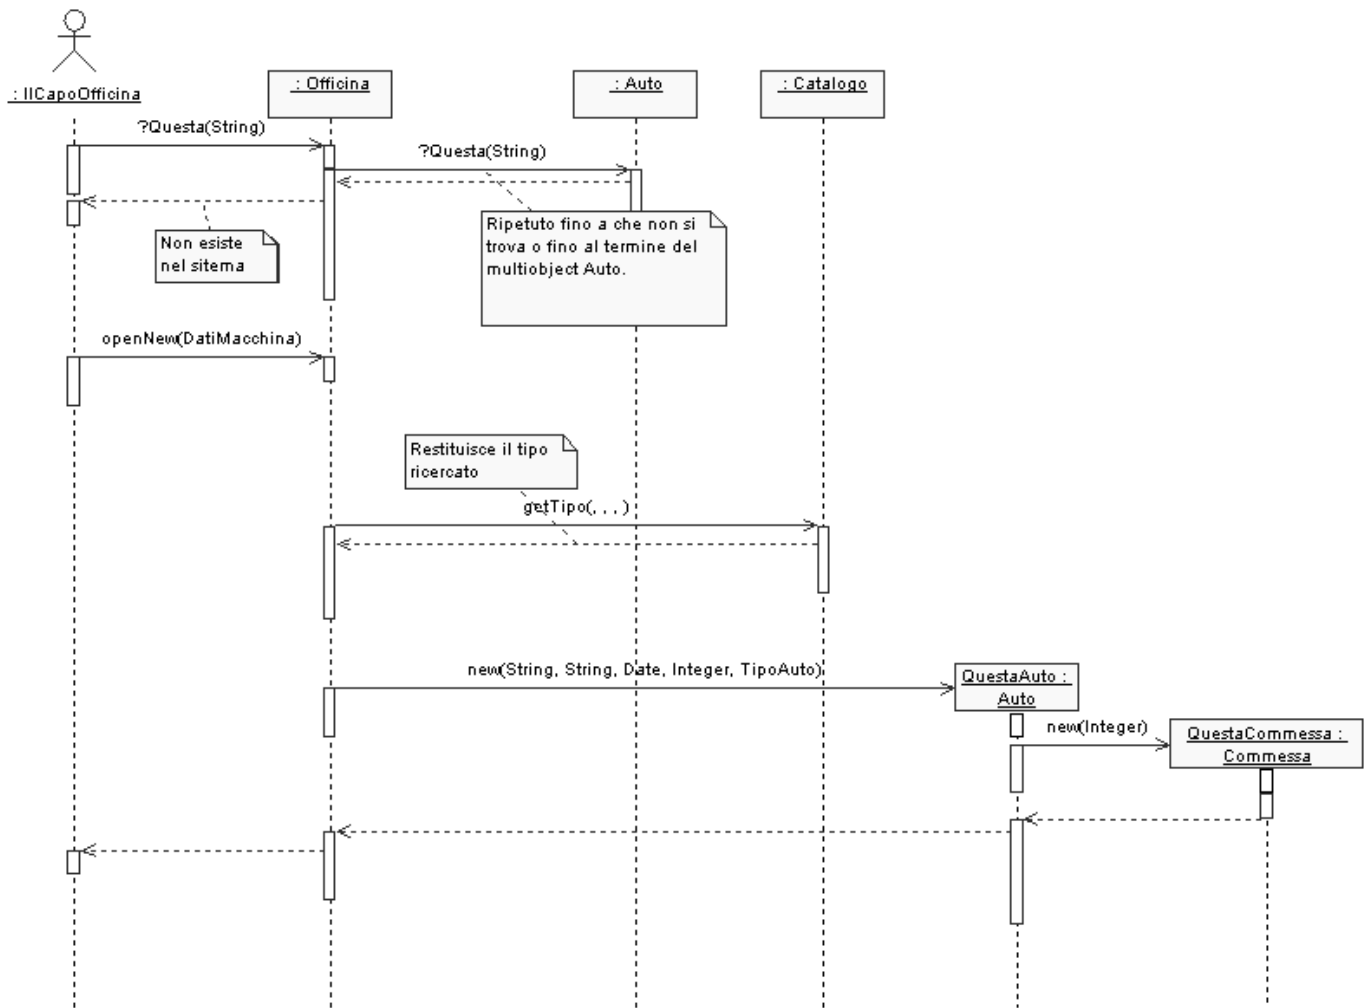 : IlCapoOfficina
: Officina
: Auto
: Catalogo
?Questa(String)
?Questa(String)
Non esiste
nel sitema
Ripetuto fino a che non si
trova o fino al termine del
multiobject Auto.
openNew(DatiMacchina)
Restituisce il tipo
ricercato
getTipo(, , , )
new(String, String, Date, Integer, TipoAuto)
QuestaAuto :
Auto
new(Integer)
QuestaCommessa :
Commessa